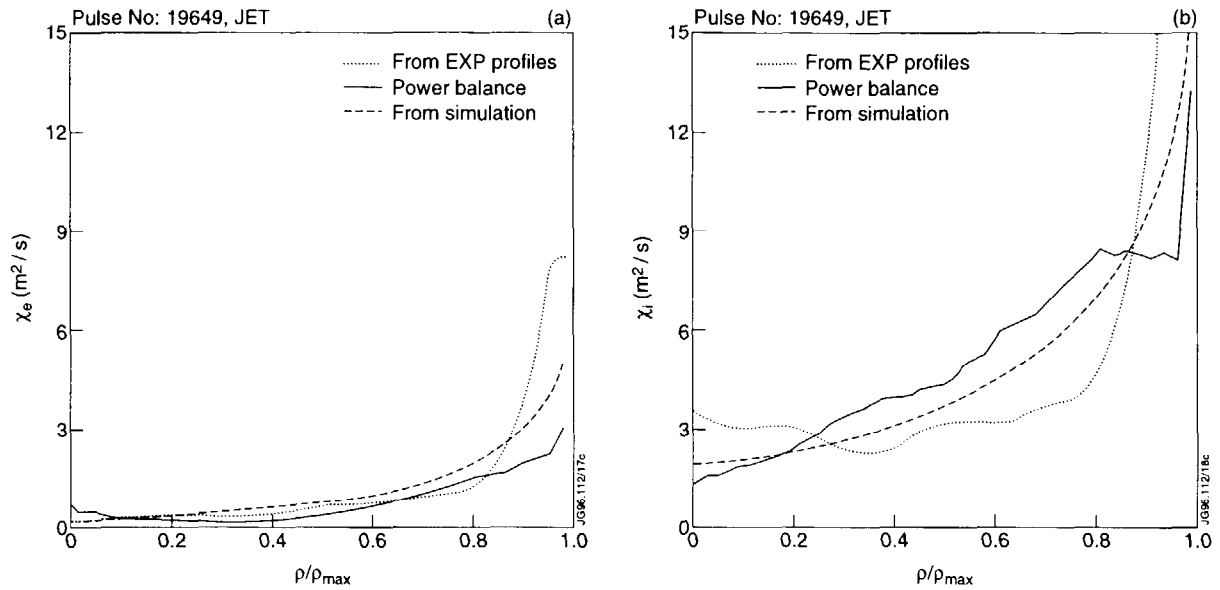 Pulse No: 19649, JET (a)
15
12
9
6
3
0
χe (m2 / s)
From EXP profiles
Power balance
From simulation
0 0.2 0.4 0.6 0.8 1.0
ρ/ρmax
JG96.112/17c
Pulse No: 19649, JET (b)
15
12
9
6
3
0
χi (m2 / s)
From EXP profiles
Power balance
From simulation
0 0.2 0.4 0.6 0.8 1.0
ρ/ρmax
JG96.112/18c